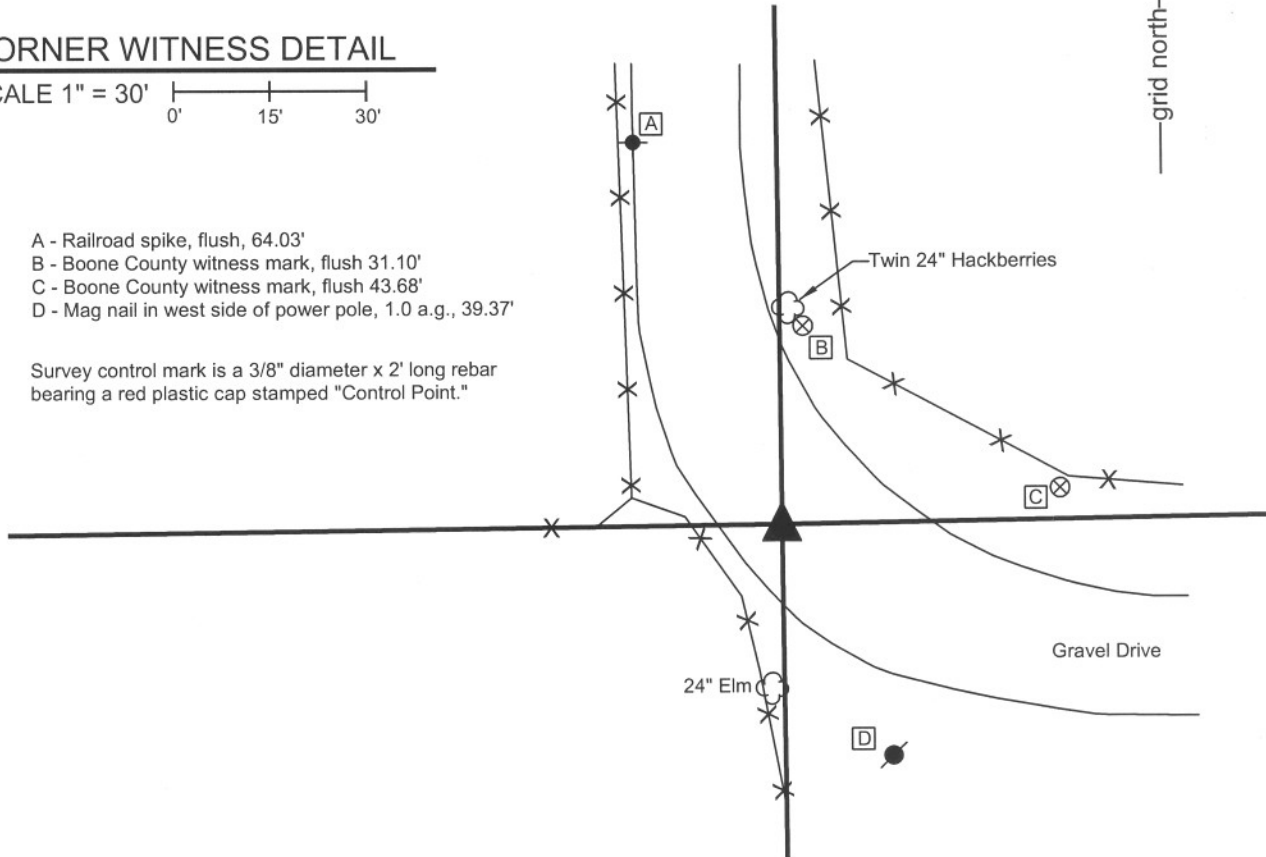 ORNER WITNESS DETAIL
CALE 1" = 30'
0' 15' 30'
—grid north—
A
A - Railroad spike, flush, 64.03'
B - Boone County witness mark, flush 31.10'
C - Boone County witness mark, flush 43.68'
D - Mag nail in west side of power pole, 1.0 a.g., 39.37'
Twin 24" Hackberries
B
Survey control mark is a 3/8" diameter x 2' long rebar
bearing a red plastic cap stamped "Control Point."
C
Gravel Drive
24" Elm
D